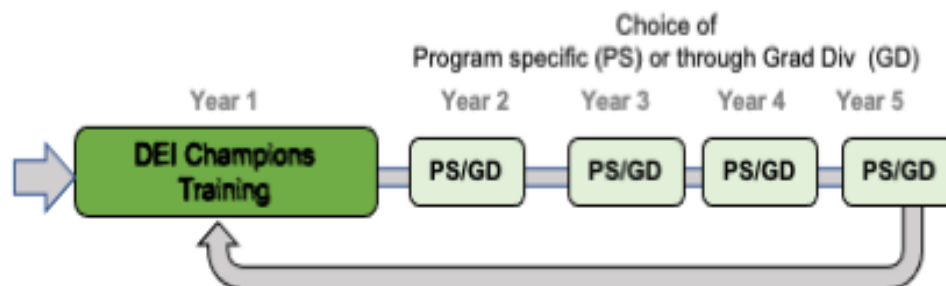 Choice of
Program specific (PS) or through Grad Div (GD)
Year 1
Year 2
Year 3
Year 4
Year 5
DEI Champions
Training
PS/GD
PS/GD
PS/GD
PS/GD